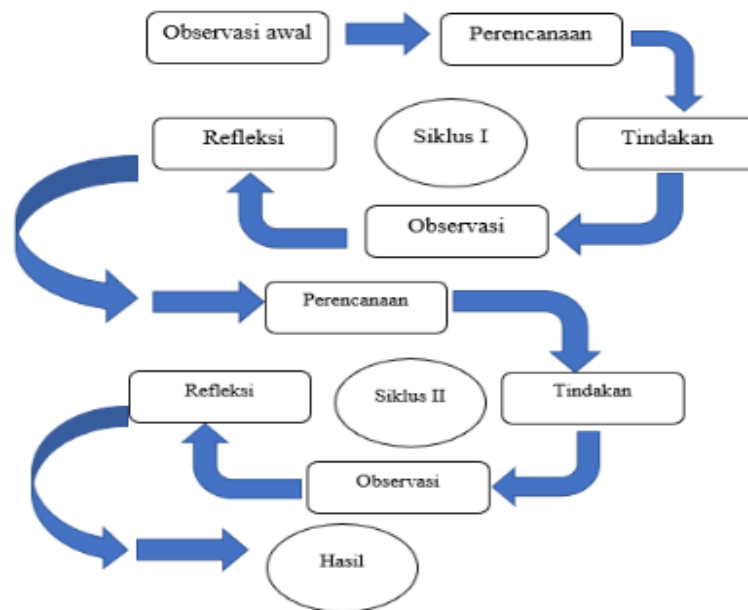 Observasi awal
Perencanaan
Refleksi
Siklus I
Tindakan
Observasi
Perencanaan
Refleksi
Siklus II
Tindakan
Observasi
Hasil